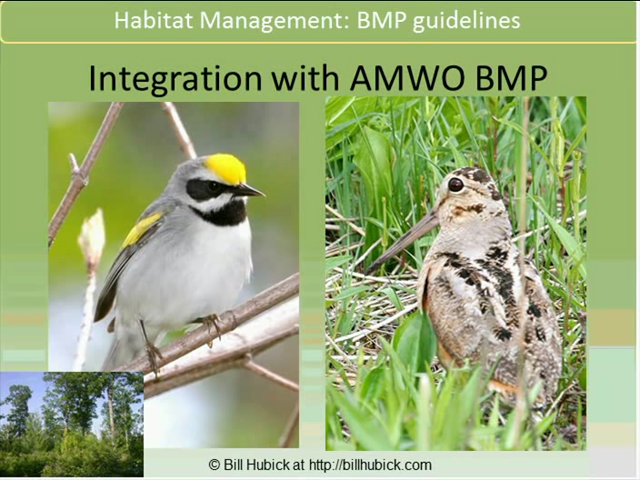 Habitat Management: BMP guidelines
Integration with AMWO BMP
© Bill Hubick at http://billhubick.com